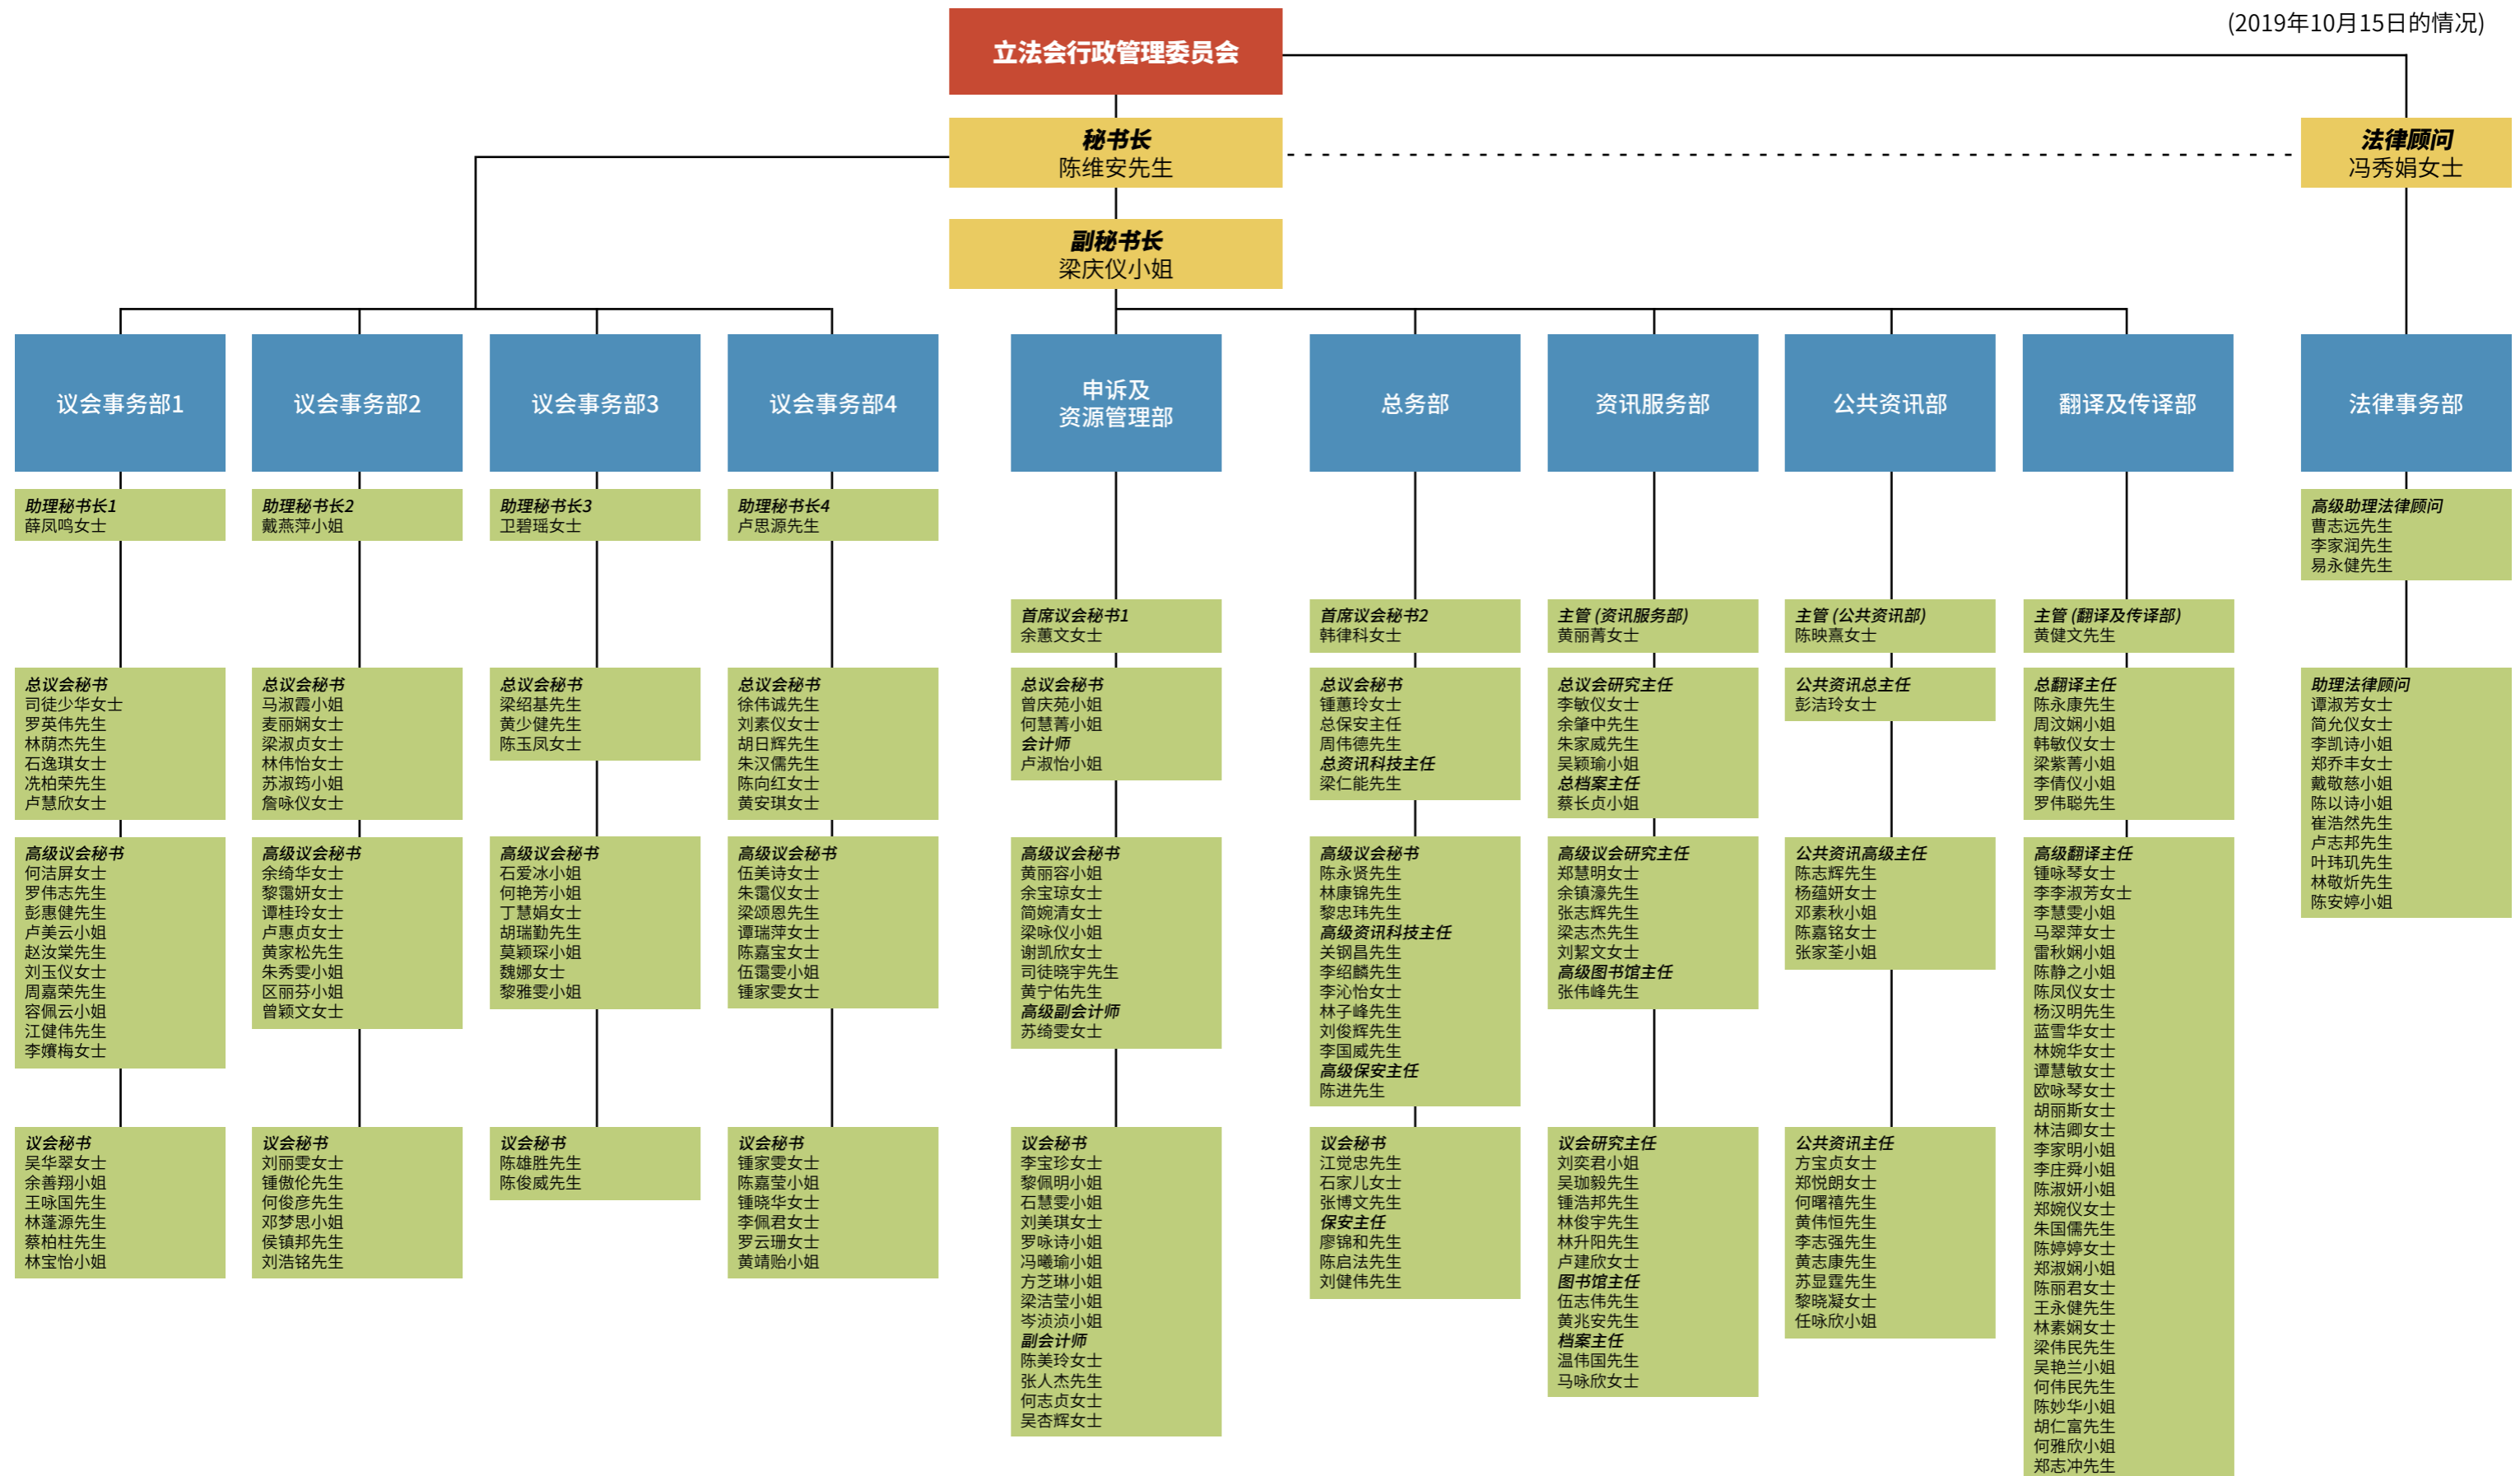 (2019年10月15日的情况)
立法会行政管理委员会
秘书长
陈维安先生
法律顾问
冯秀娟女士
副秘书长
梁庆仪小姐
议会事务部1
议会事务部2
议会事务部3
议会事务部4
申诉及
资源管理部
总务部
资讯服务部
公共资讯部
翻译及传译部
法律事务部
助理秘书长1
薛凤鸣女士
助理秘书长2
戴燕萍小姐
助理秘书长3
卫碧瑶女士
助理秘书长4
卢思源先生
高级助理法律顾问
曹志远先生
李家润先生
易永健先生
首席议会秘书1
余蕙文女士
首席议会秘书2
韩律科女士
主管 (资讯服务部)
黄丽菁女士
主管 (公共资讯部)
陈映熹女士
主管 (翻译及传译部)
黄健文先生
总议会秘书
司徒少华女士
罗英伟先生
林荫杰先生
石逸琪女士
冼柏荣先生
卢慧欣女士
总议会秘书
马淑霞小姐
麦丽娴女士
梁淑贞女士
林伟怡女士
苏淑筠小姐
詹咏仪女士
总议会秘书
梁绍基先生
黄少健先生
陈玉凤女士
总议会秘书
徐伟诚先生
刘素仪女士
胡日辉先生
朱汉儒先生
陈向红女士
黄安琪女士
总议会秘书
曾庆苑小姐
何慧菁小姐
会计师
卢淑怡小姐
总议会秘书
锺蕙玲女士
总保安主任
周伟德先生
总资讯科技主任
梁仁能先生
总议会研究主任
李敏仪女士
余肇中先生
朱家威先生
吴颖瑜小姐
总档案主任
蔡长贞小姐
公共资讯总主任
彭洁玲女士
总翻译主任
陈永康先生
周汶娴小姐
韩敏仪女士
梁紫菁小姐
李倩仪小姐
罗伟聪先生
助理法律顾问
谭淑芳女士
简允仪女士
李凯诗小姐
郑乔丰女士
戴敬慈小姐
陈以诗小姐
崔浩然先生
卢志邦先生
叶玮玑先生
林敬炘先生
陈安婷小姐
高级议会秘书
何洁屏女士
罗伟志先生
彭惠健先生
卢美云小姐
赵汝棠先生
刘玉仪女士
周嘉荣先生
容佩云小姐
江健伟先生
李孆梅女士
高级议会秘书
余绮华女士
黎霭妍女士
谭桂玲女士
卢惠贞女士
黄家松先生
朱秀雯小姐
区丽芬小姐
曾颖文女士
高级议会秘书
石爱冰小姐
何艳芳小姐
丁慧娟女士
胡瑞勤先生
莫颖琛小姐
魏娜女士
黎雅雯小姐
高级议会秘书
伍美诗女士
朱霭仪女士
梁颂恩先生
谭瑞萍女士
陈嘉宝女士
伍霭雯小姐
锺家雯女士
高级议会秘书
黄丽容小姐
余宝琼女士
简婉清女士
梁咏仪小姐
谢凯欣女士
司徒晓宇先生
黄宁佑先生
高级副会计师
苏绮雯女士
高级议会秘书
陈永贤先生
林康锦先生
黎忠玮先生
高级资讯科技主任
关钢昌先生
李绍麟先生
李沁怡女士
林子峰先生
刘俊辉先生
李国威先生
高级保安主任
陈进先生
高级议会研究主任
郑慧明女士
余镇濠先生
张志辉先生
梁志杰先生
刘絜文女士
高级图书馆主任
张伟峰先生
公共资讯高级主任
陈志辉先生
杨蕴妍女士
邓素秋小姐
陈嘉铭女士
张家荃小姐
高级翻译主任
锺咏琴女士
李李淑芳女士
李慧雯小姐
马翠萍女士
雷秋娴小姐
陈静之小姐
陈凤仪女士
杨汉明先生
蓝雪华女士
林婉华女士
谭慧敏女士
欧咏琴女士
胡丽斯女士
林洁卿女士
李家明小姐
李庄舜小姐
陈淑妍小姐
郑婉仪女士
朱国儒先生
陈婷婷女士
郑淑娴小姐
陈丽君女士
王永健先生
林素娴女士
梁伟民先生
吴艳兰小姐
何伟民先生
陈妙华小姐
胡仁富先生
何雅欣小姐
郑志冲先生
议会秘书
吴华翠女士
余善翔小姐
王咏国先生
林蓬源先生
蔡柏柱先生
林宝怡小姐
议会秘书
刘丽雯女士
锺傲伦先生
何俊彦先生
邓梦思小姐
侯镇邦先生
刘浩铭先生
议会秘书
陈雄胜先生
陈俊威先生
议会秘书
锺家雯女士
陈嘉莹小姐
锺晓华女士
李佩君女士
罗云珊女士
黄靖贻小姐
议会秘书
李宝珍女士
黎佩明小姐
石慧雯小姐
刘美琪女士
罗咏诗小姐
冯曦瑜小姐
方芝琳小姐
梁洁莹小姐
岑浈浈小姐
副会计师
陈美玲女士
张人杰先生
何志贞女士
吴杏辉女士
议会秘书
江觉忠先生
石家儿女士
张博文先生
保安主任
廖锦和先生
陈启法先生
刘健伟先生
议会研究主任
刘奕君小姐
吴珈毅先生
锺浩邦先生
林俊宇先生
林升阳先生
卢建欣女士
图书馆主任
伍志伟先生
黄兆安先生
档案主任
温伟国先生
马咏欣女士
公共资讯主任
方宝贞女士
郑悦朗女士
何曙禧先生
黄伟恒先生
李志强先生
黄志康先生
苏显霆先生
黎晓凝女士
任咏欣小姐